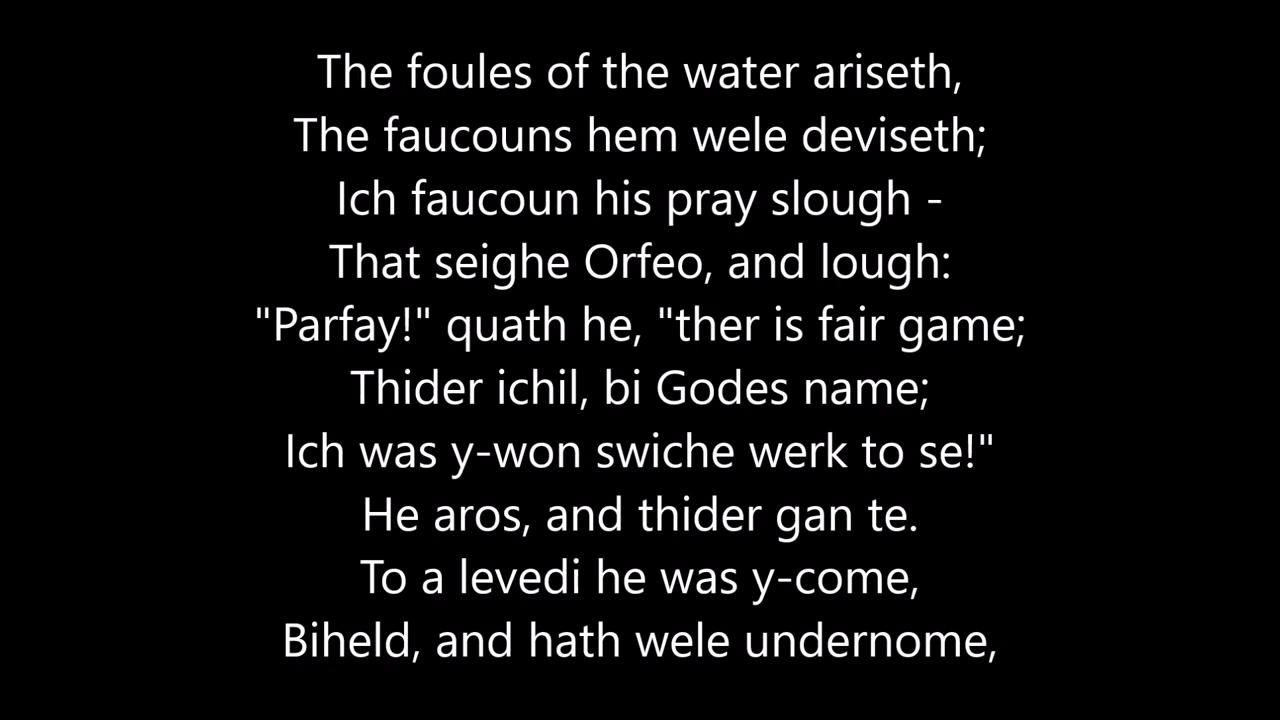 The foules of the water ariseth,
The faucouns hem wele deviseth;
Ich faucoun his pray slough -
That seighe Orfeo, and lough:
"Parfay!" quath he, "ther is fair game;
Thider ichil, bi Godes name;
Ich was y-won swiche werk to se!"
He aros, and thider gan te.
To a levedi he was y-come,
Biheld, and hath wele undernome,